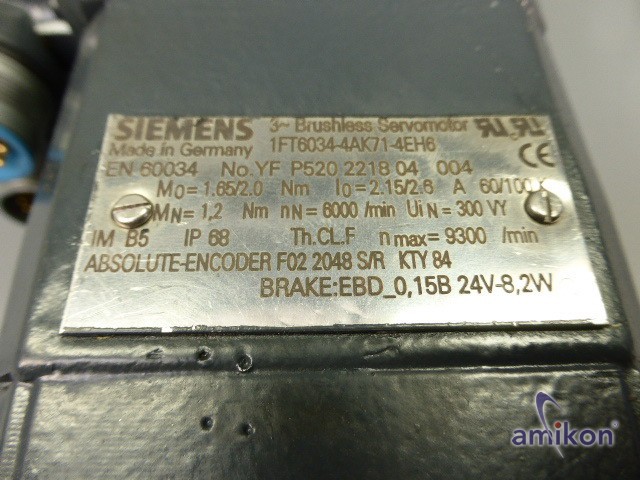 SIEMENS 3~ Brushless Servomotor
Made in Germany 1FT6034-4AK71-4EH6
EN 60034 No.YF P520 2218 04 004
M0= 1.65/2.0 Nm I0= 2.15/2.6 A 60/100 K
MN= 1,2 Nm nN= 6000 /min UiN= 300 VY
IM B5 IP 68 Th.CL.F nmax= 9300 /min
ABSOLUTE-ENCODER F02 2048 S/R KTY 84
BRAKE:EBD_0,15B 24V-8,2W
CE
amikon